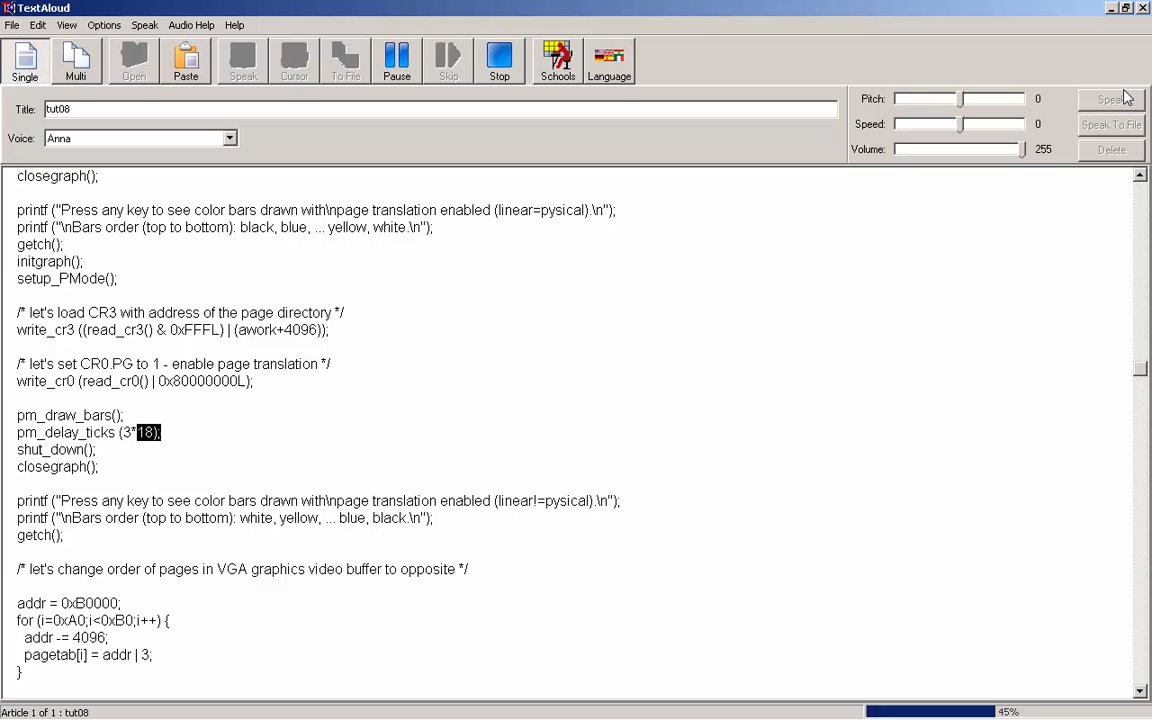 TextAloud
File Edit View Options Speak Audio Help Help
Single Multi Open Paste Speak Cursor To File Pause Skip Stop Schools Language
Title: tut08
Voice: Anna
Pitch: 0 Speak
Speed: 0 Speak To File
Volume: 255 Delete
closegraph();
printf ("Press any key to see color bars drawn with\npage translation enabled (linear=pysical).\n");
printf ("\nBars order (top to bottom): black, blue, ... yellow, white.\n");
getch();
initgraph();
setup_PMode();
/* let's load CR3 with address of the page directory */
write_cr3 ((read_cr3() & 0xFFFL) | (awork+4096));
/* let's set CR0.PG to 1 - enable page translation */
write_cr0 (read_cr0() | 0x80000000L);
pm_draw_bars();
pm_delay_ticks (3*18);
shut_down();
closegraph();
printf ("Press any key to see color bars drawn with\npage translation enabled (linear!=pysical).\n");
printf ("\nBars order (top to bottom): white, yellow, ... blue, black.\n");
getch();
/* let's change order of pages in VGA graphics video buffer to opposite */
addr = 0xB0000;
for (i=0xA0;i<0xB0;i++) {
addr -= 4096;
pagetab[i] = addr | 3;
}
Article 1 of 1 : tut08 45%